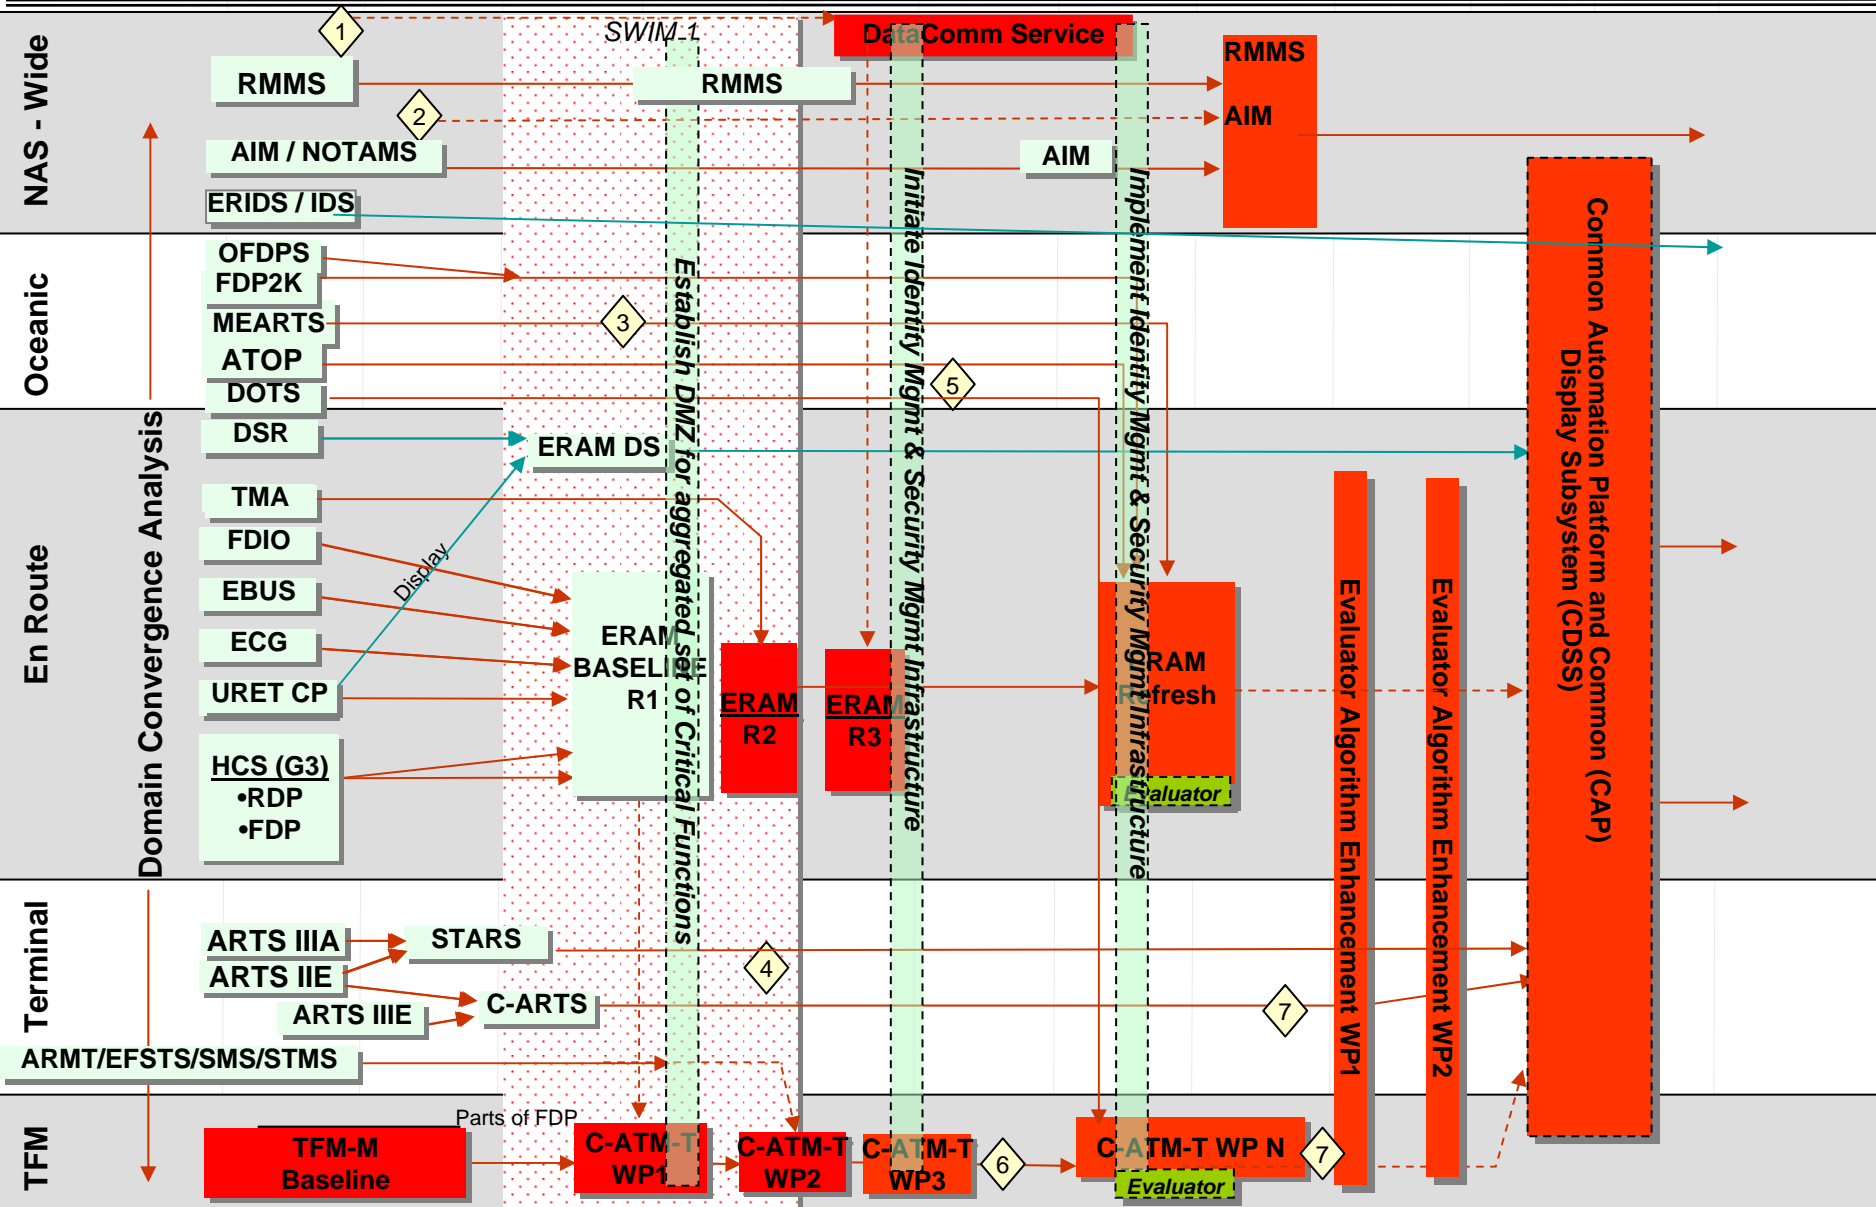 1
SWIM-1
DataComm Service
RMMS
RMMS
RMMS
2
AIM
AIM / NOTAMS
AIM
ERIDS / IDS
NAS - Wide
OFDPS
FDP2K
MEARTS
3
ATOP
5
DOTS
Oceanic
Domain Convergence Analysis
DSR
ERAM DS
TMA
FDIO
Display
EBUS
ECG
URET CP
HCS (G3)
•RDP
•FDP
ERAM
BASELINE
R1
ERAM
R2
ERAM
R3
RAM
Refresh
Evaluator
En Route
Establish DMZ for aggregated set of Critical Functions
Initiate Identity Mgmt & Security Mgmt Infrastructure
Implement Identity Mgmt & Security Mgmt Infrastructure
Evaluator Algorithm Enhancement WP1
Evaluator Algorithm Enhancement WP2
Common Automation Platform and Common (CAP)
Display Subsystem (CDSS)
Terminal
ARTS IIIA
STARS
ARTS IIE
4
C-ARTS
ARTS IIIE
7
ARMT/EFSTS/SMS/STMS
TFM
Parts of FDP
TFM-M
Baseline
C-ATM-T
WP1
C-ATM-T
WP2
C-ATM-T
WP3
6
C-ATM-T WP N
7
Evaluator